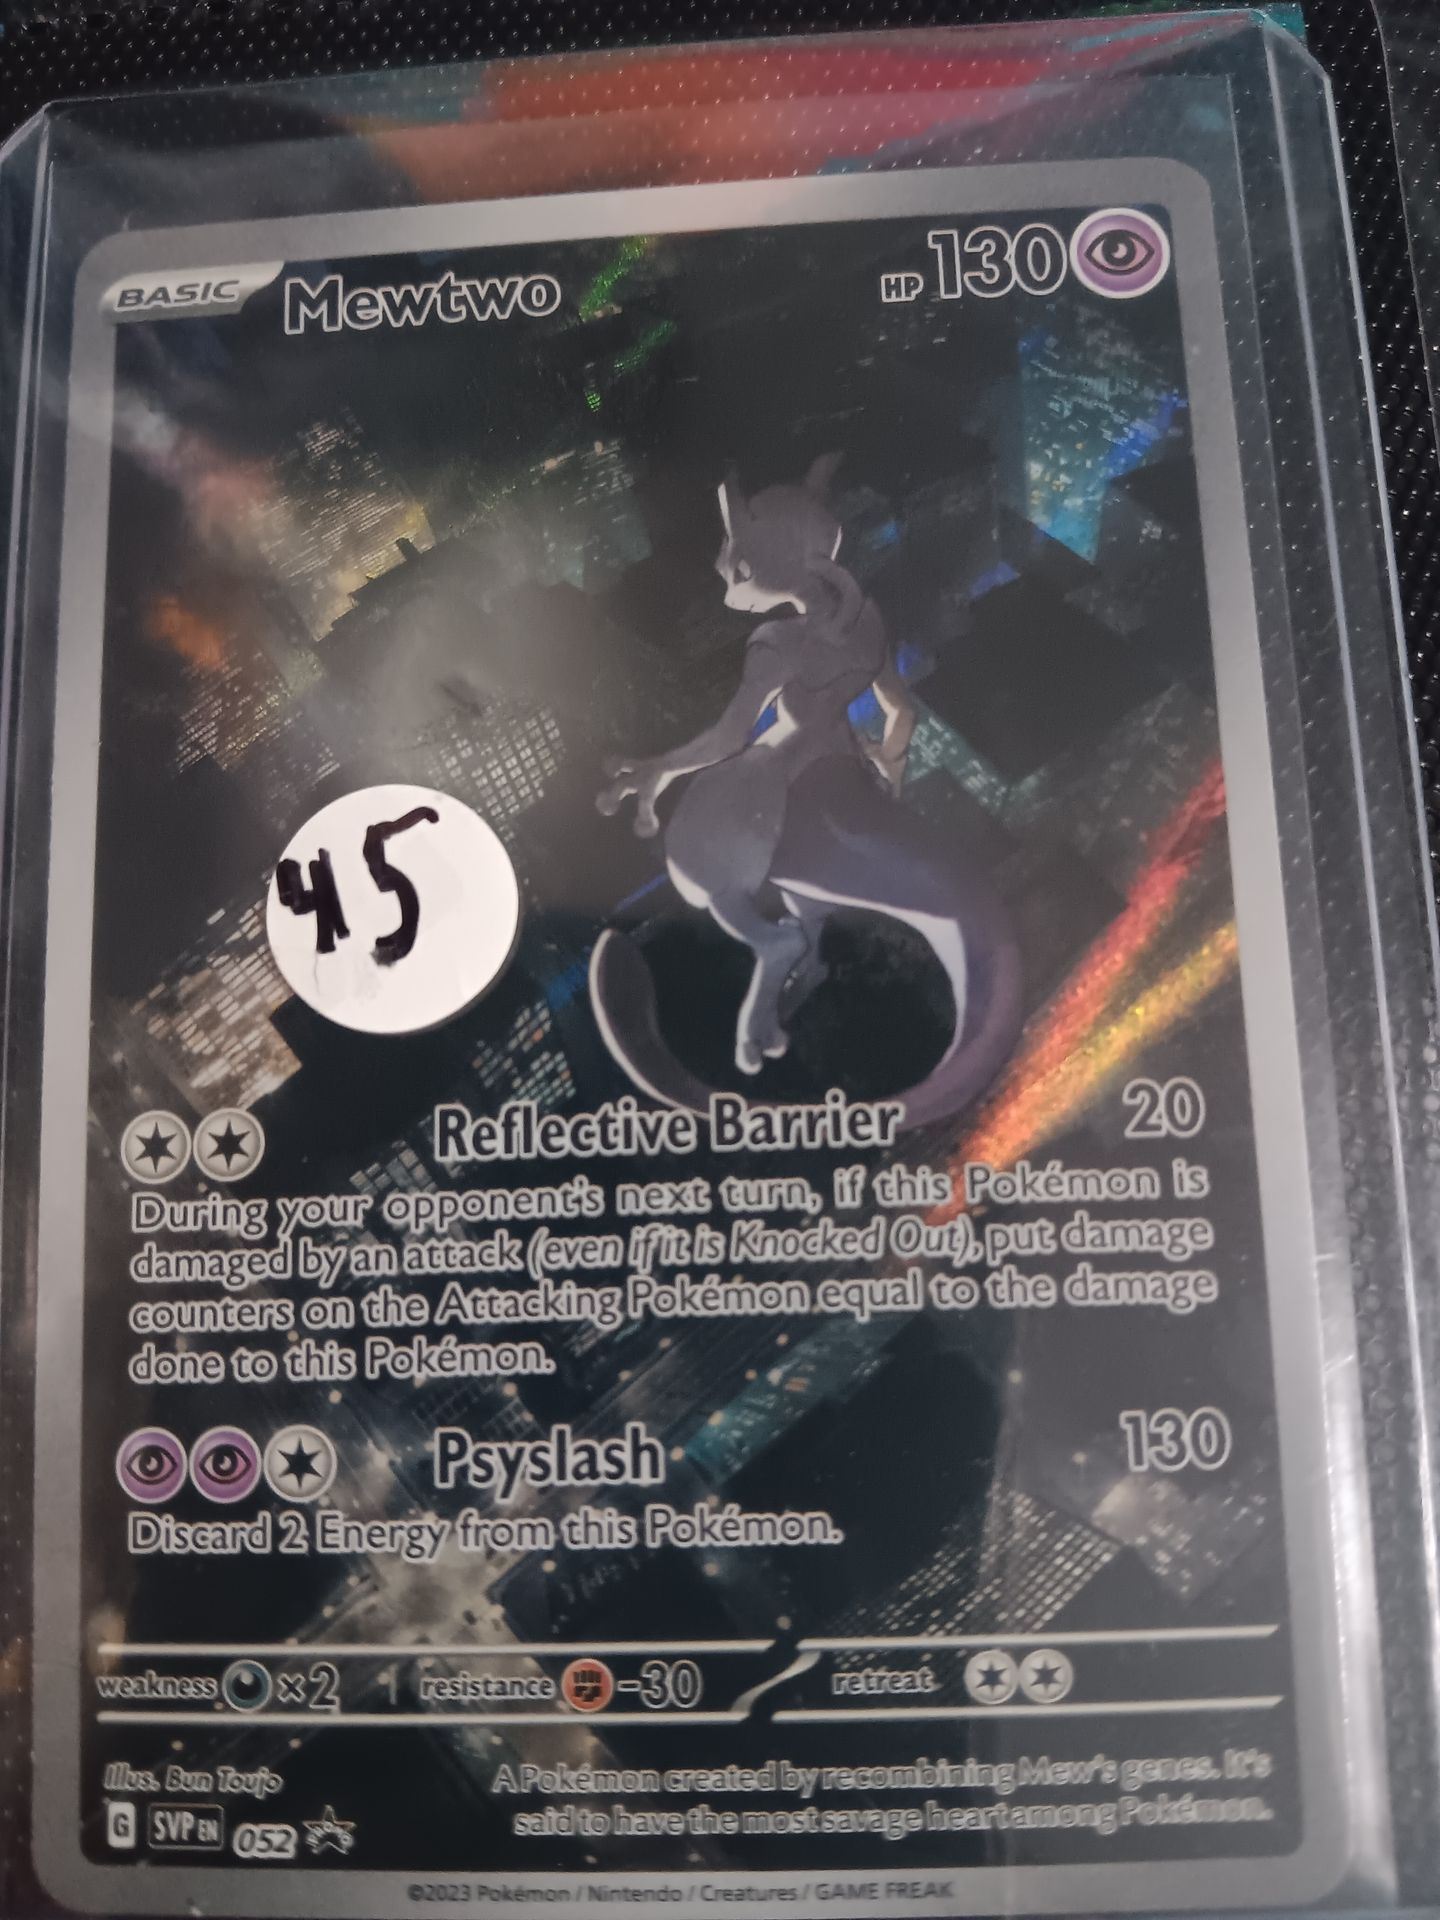 BASIC Mewtwo HP 130
45
Reflective Barrier 20
During your opponent's next turn, if this Pokémon is
damaged by an attack (even if it is Knocked Out), put damage
counters on the Attacking Pokémon equal to the damage
done to this Pokémon.
Psyslash 130
Discard 2 Energy from this Pokémon.
weakness ×2 resistance -30 retreat
Illus. Bun Toujo
A Pokémon created by recombining Mew's genes. It's
said to have the most savage heart among Pokémon.
G SVP EN 052 PROMO
©2023 Pokémon / Nintendo / Creatures / GAME FREAK